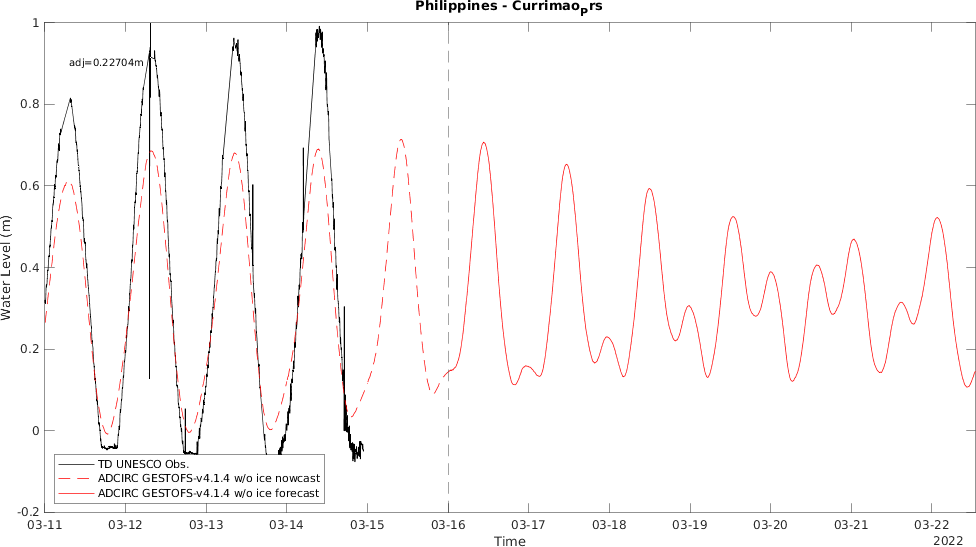 Philippines - Currimaoprs
1
adj=0.22704m
0.8
0.6
0.4
0.2
0
-0.2
Water Level (m)
TD UNESCO Obs.
ADCIRC GESTOFS-v4.1.4 w/o ice nowcast
ADCIRC GESTOFS-v4.1.4 w/o ice forecast
03-11 03-12 03-13 03-14 03-15 03-16 03-17 03-18 03-19 03-20 03-21 03-22
Time
2022